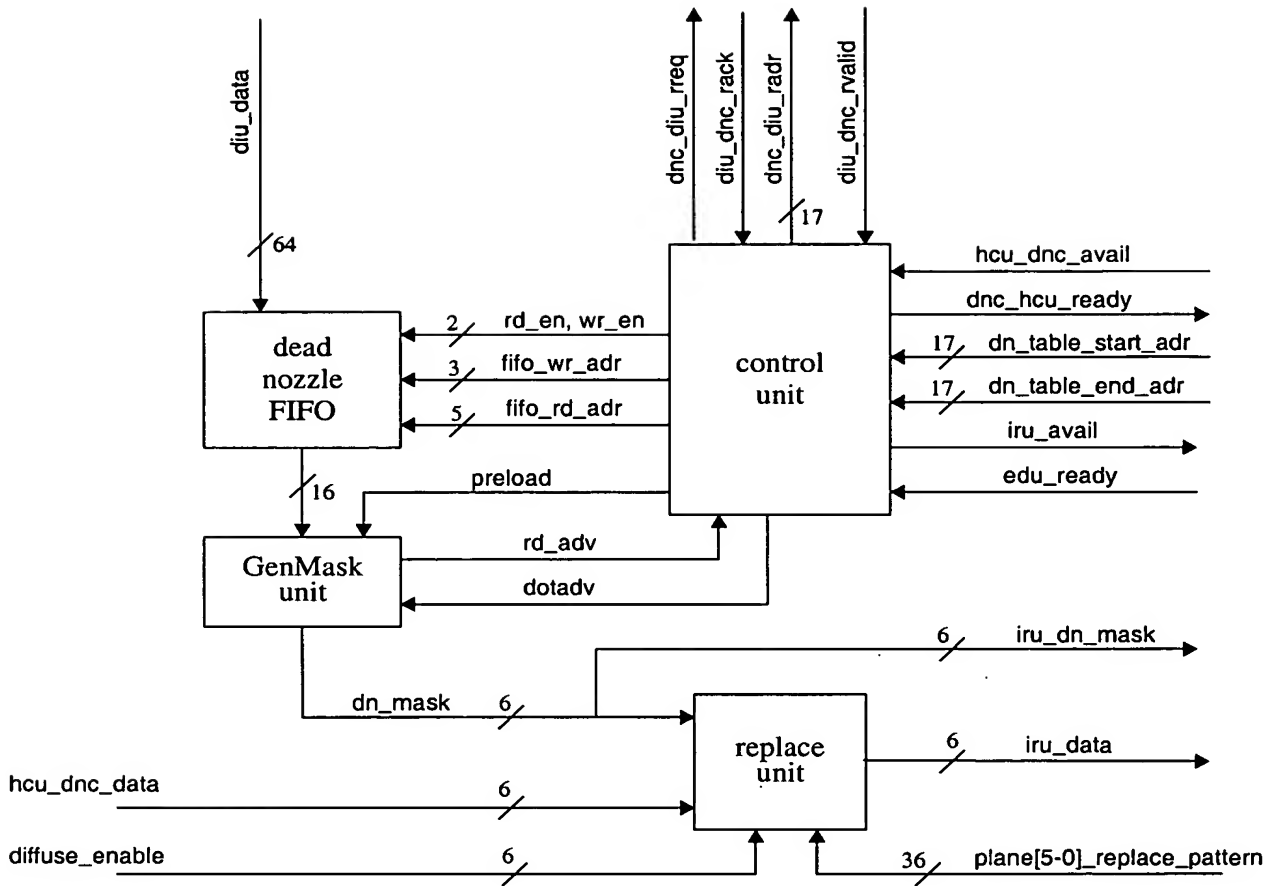 diu_data
dnc_diu_rreq
diu_dnc_rack
dnc_diu_radr
diu_dnc_rvalid
17
64
hcu_dnc_avail
dnc_hcu_ready
2 rd_en, wr_en
dead
nozzle
FIFO
control
unit
17 dn_table_start_adr
3 fifo_wr_adr
17 dn_table_end_adr
5 fifo_rd_adr
iru_avail
preload
edu_ready
16
GenMask
unit
rd_adv
dotadv
6 iru_dn_mask
dn_mask 6
replace
unit
6 iru_data
hcu_dnc_data
6
diffuse_enable
6
36 plane[5-0]_replace_pattern